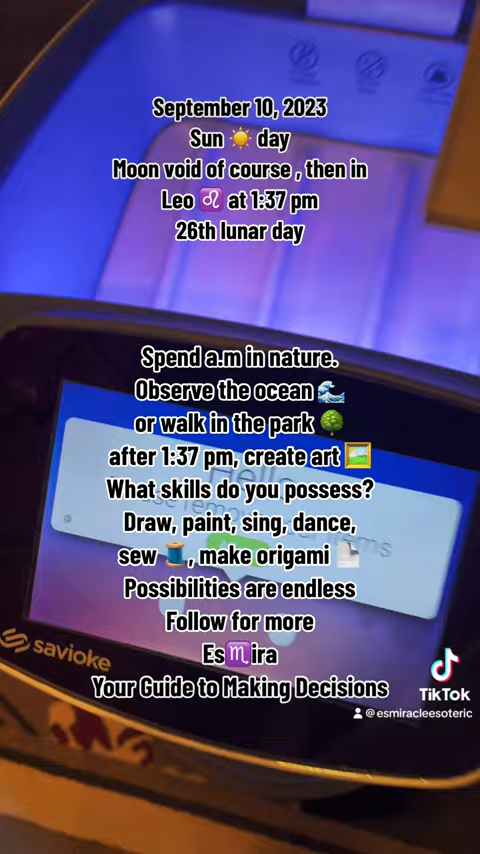 September 10, 2023
Sun ☀️ day
Moon void of course , then in
Leo ♌ at 1:37 pm
26th lunar day
Spend a.m in nature.
Observe the ocean 🌊
or walk in the park 🌳
after 1:37 pm, create art 🖼️
Hello
What skills do you possess?
Draw, paint, sing, dance,
items
sew 🧵, make origami 📄
Possibilities are endless
Follow for more
Es♏ira
savioke
Your Guide to Making Decisions
TikTok
@esmiracleesoteric